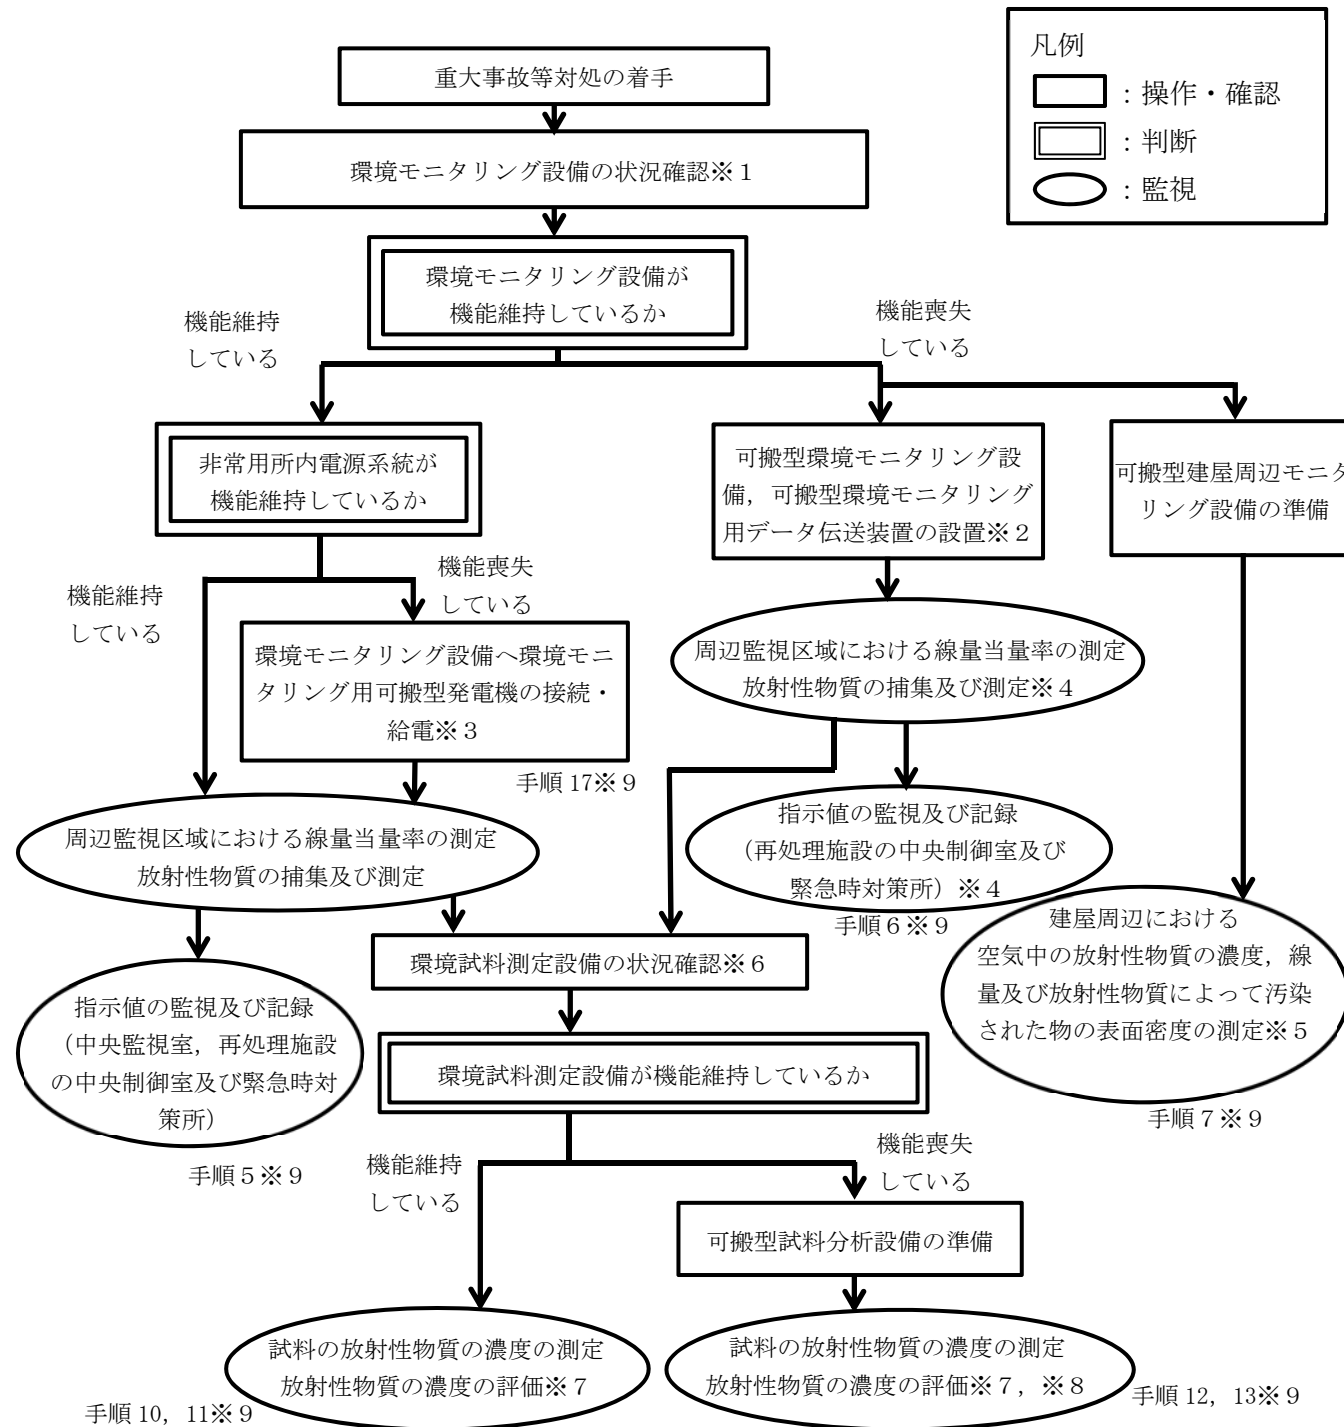 凡例
：操作・確認
：判断
：監視
重大事故等対処の着手
環境モニタリング設備の状況確認※１
環境モニタリング設備が
機能維持しているか
機能維持
している
機能喪失
している
非常用所内電源系統が
機能維持しているか
可搬型環境モニタリング設
備，可搬型環境モニタリング
用データ伝送装置の設置※２
可搬型建屋周辺モニタ
リング設備の準備
機能維持
している
機能喪失
している
環境モニタリング設備へ環境モニ
タリング用可搬型発電機の接続・
給電※３
手順 17※９
周辺監視区域における線量当量率の測定
放射性物質の捕集及び測定※４
周辺監視区域における線量当量率の測定
放射性物質の捕集及び測定
指示値の監視及び記録
（再処理施設の中央制御室及び
緊急時対策所）※４
手順６※９
建屋周辺における
空気中の放射性物質の濃度，線
量及び放射性物質によって汚染
された物の表面密度の測定※５
手順７※９
指示値の監視及び記録
（中央監視室，再処理施設
の中央制御室及び緊急時対
策所）
手順５※９
環境試料測定設備の状況確認※６
環境試料測定設備が機能維持しているか
機能維持
している
機能喪失
している
可搬型試料分析設備の準備
試料の放射性物質の濃度の測定
放射性物質の濃度の評価※７
手順 10，11※９
試料の放射性物質の濃度の測定
放射性物質の濃度の評価※７，※８
手順 12，13※９